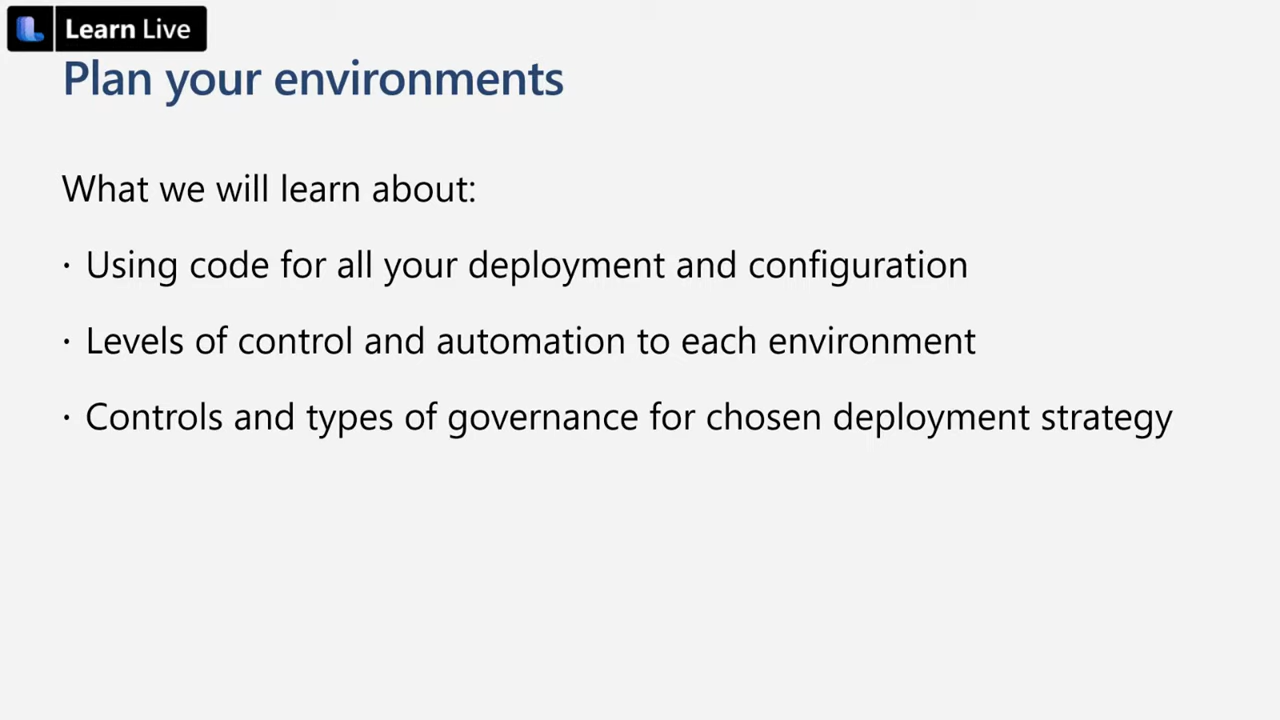 Learn Live
Plan your environments
What we will learn about:
· Using code for all your deployment and configuration
· Levels of control and automation to each environment
· Controls and types of governance for chosen deployment strategy